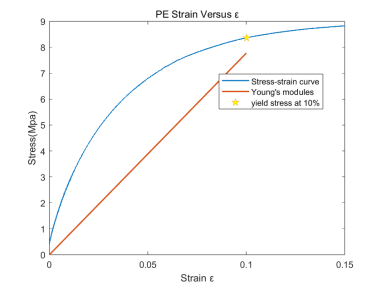 PE Strain Versus ε
9
8
7
6
5
4
3
2
1
0
Stress(Mpa)
Stress-strain curve
Young's modules
yield stress at 10%
0 0.05 0.1 0.15
Strain ε